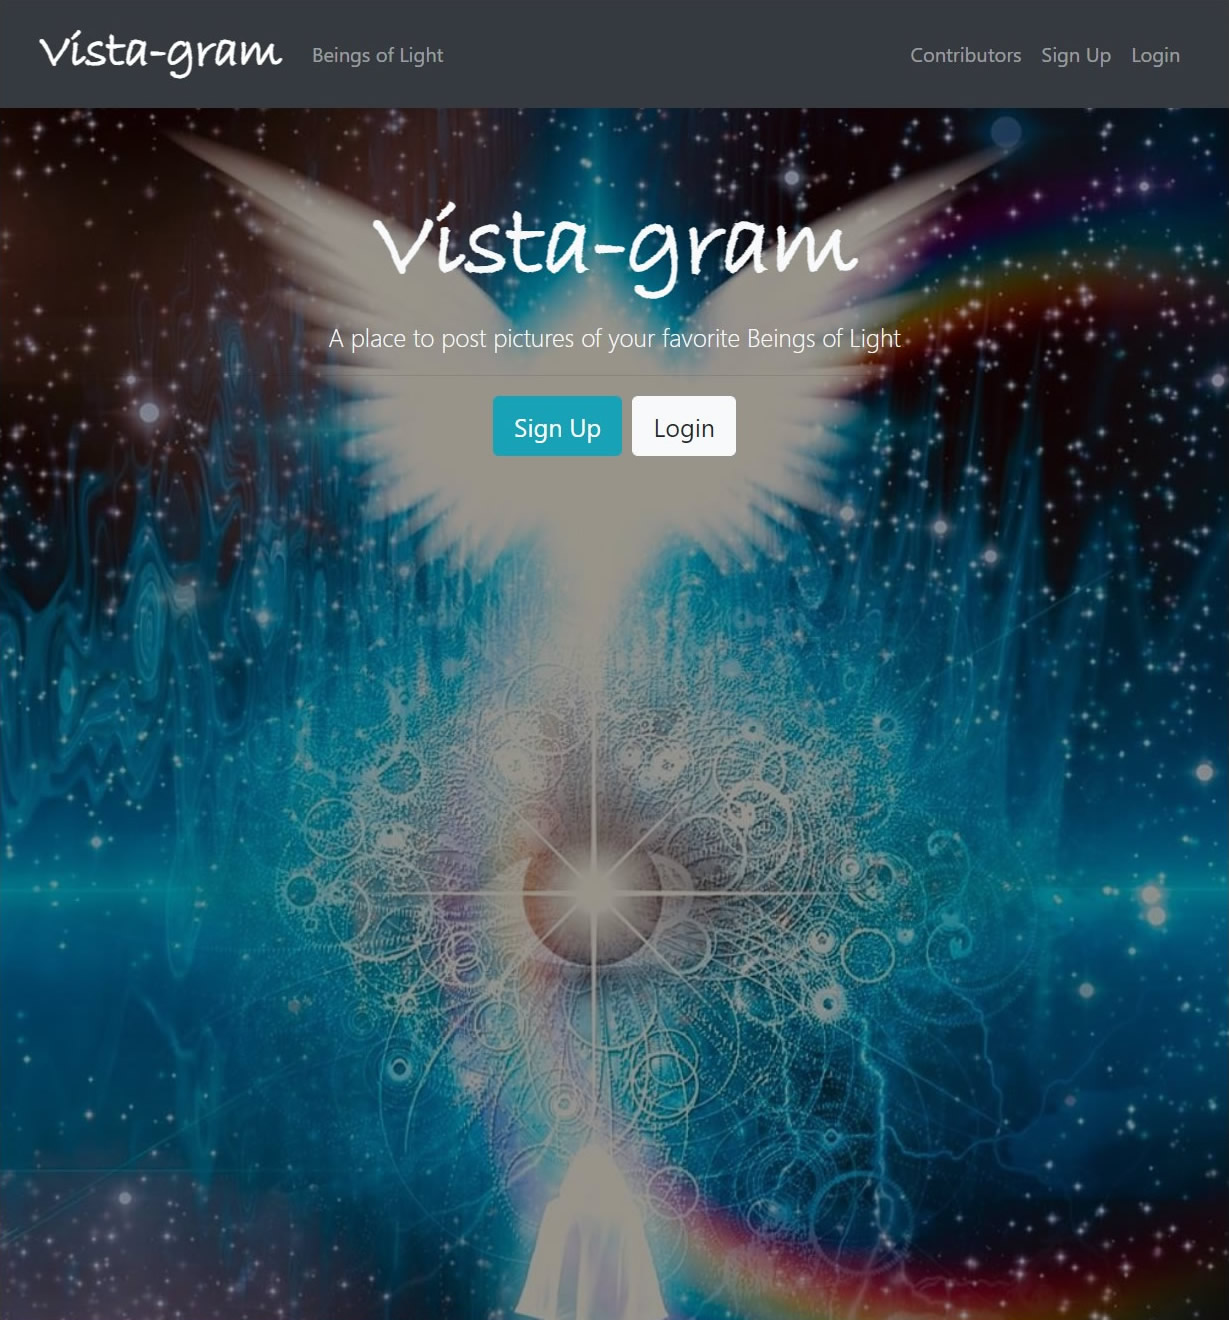 Vista-gram Beings of Light Contributors Sign Up Login
Vista-gram
A place to post pictures of your favorite Beings of Light
Sign Up Login